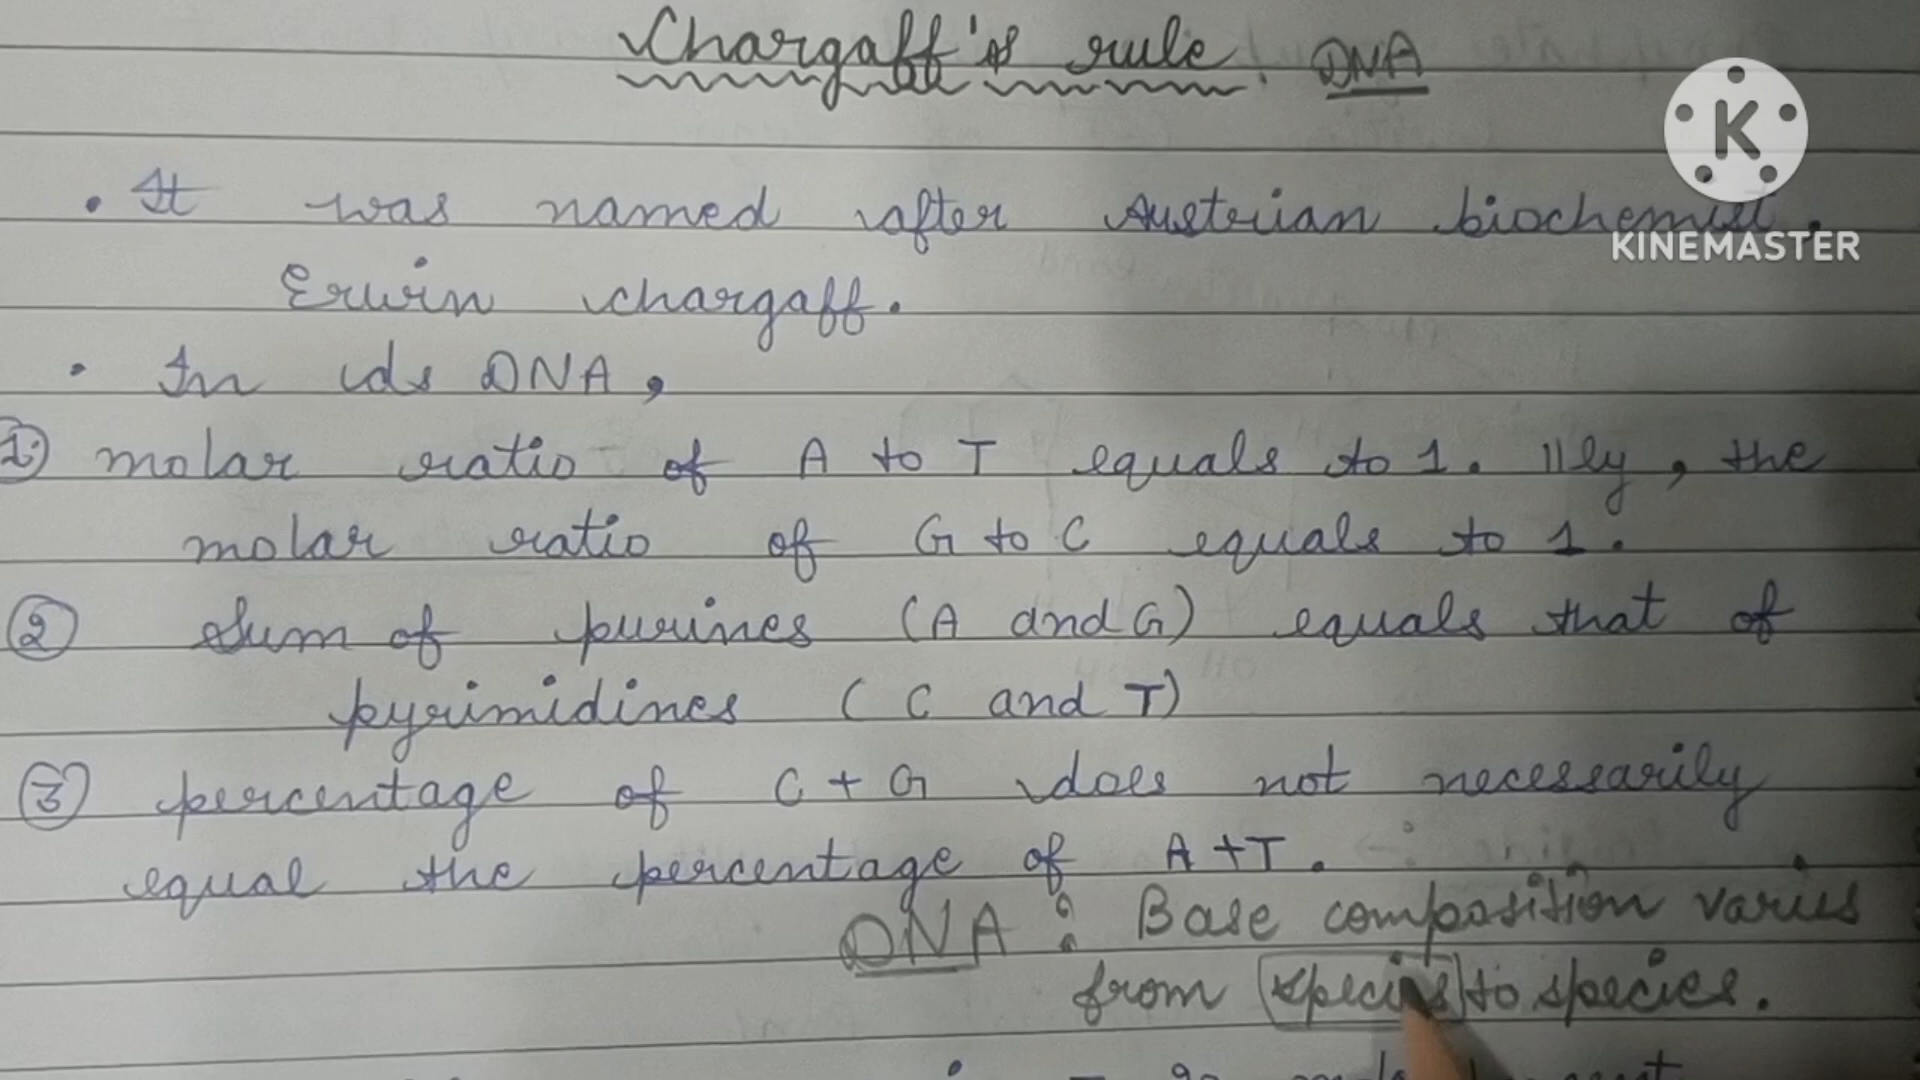 Chargaff's rule. DNA
K
KINEMASTER
• It was named after Austrian biochemist.
Erwin chargaff.
• In ds DNA,
1. molar ratio of A to T equals to 1. llly, the
molar ratio of G to C equals to 1.
2 Sum of purines (A and G) equals that of
pyrimidines (C and T)
3 percentage of C + G does not necessarily
equal the percentage of A+T.
DNA : Base composition varies
from species to species.